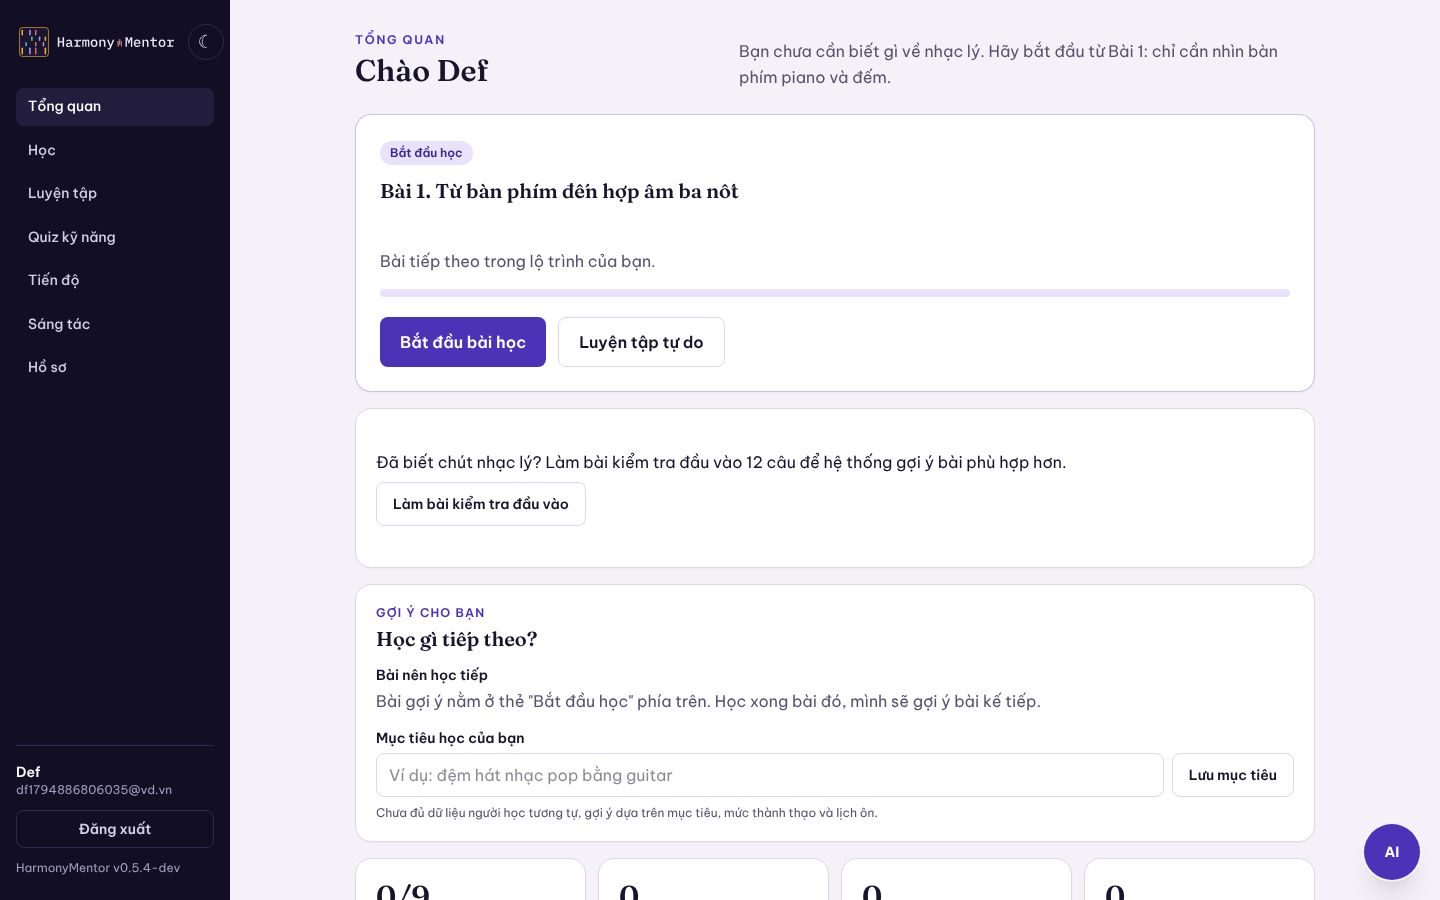 Harmony Mentor
Tổng quan
Học
Luyện tập
Quiz kỹ năng
Tiến độ
Sáng tác
Hồ sơ
Def
df1794886806035@vd.vn
Đăng xuất
HarmonyMentor v0.5.4-dev
TỔNG QUAN
Chào Def
Bạn chưa cần biết gì về nhạc lý. Hãy bắt đầu từ Bài 1: chỉ cần nhìn bàn
phím piano và đếm.
Bắt đầu học
Bài 1. Từ bàn phím đến hợp âm ba nốt
Bài tiếp theo trong lộ trình của bạn.
Bắt đầu bài học
Luyện tập tự do
Đã biết chút nhạc lý? Làm bài kiểm tra đầu vào 12 câu để hệ thống gợi ý bài phù hợp hơn.
Làm bài kiểm tra đầu vào
GỢI Ý CHO BẠN
Học gì tiếp theo?
Bài nên học tiếp
Bài gợi ý nằm ở thẻ "Bắt đầu học" phía trên. Học xong bài đó, mình sẽ gợi ý bài kế tiếp.
Mục tiêu học của bạn
Ví dụ: đệm hát nhạc pop bằng guitar
Lưu mục tiêu
Chưa đủ dữ liệu người học tương tự, gợi ý dựa trên mục tiêu, mức thành thạo và lịch ôn.
0/9
0
0
0
AI